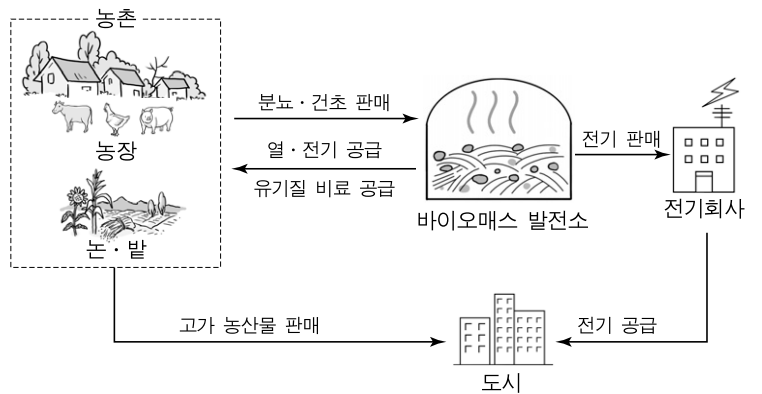 농촌
농장
논·밭
분뇨·건초 판매
열·전기 공급
유기질 비료 공급
바이오매스 발전소
전기 판매
전기회사
고가 농산물 판매
전기 공급
도시